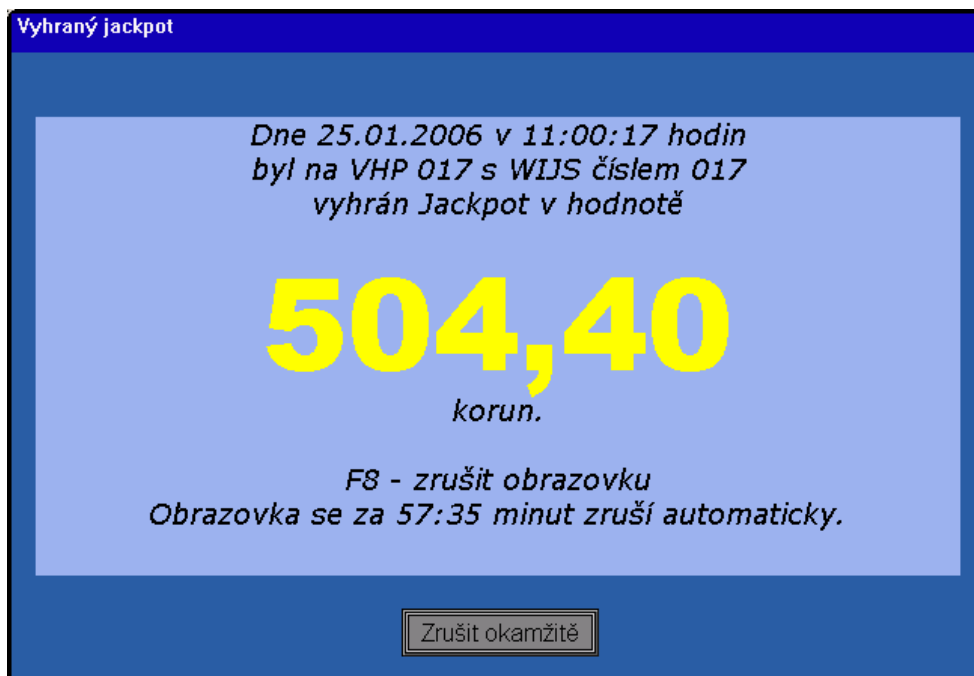 Vyhraný jackpot
Dne 25.01.2006 v 11:00:17 hodin
byl na VHP 017 s WIJS číslem 017
vyhrán Jackpot v hodnotě
504,40
korun.
F8 - zrušit obrazovku
Obrazovka se za 57:35 minut zruší automaticky.
Zrušit okamžitě